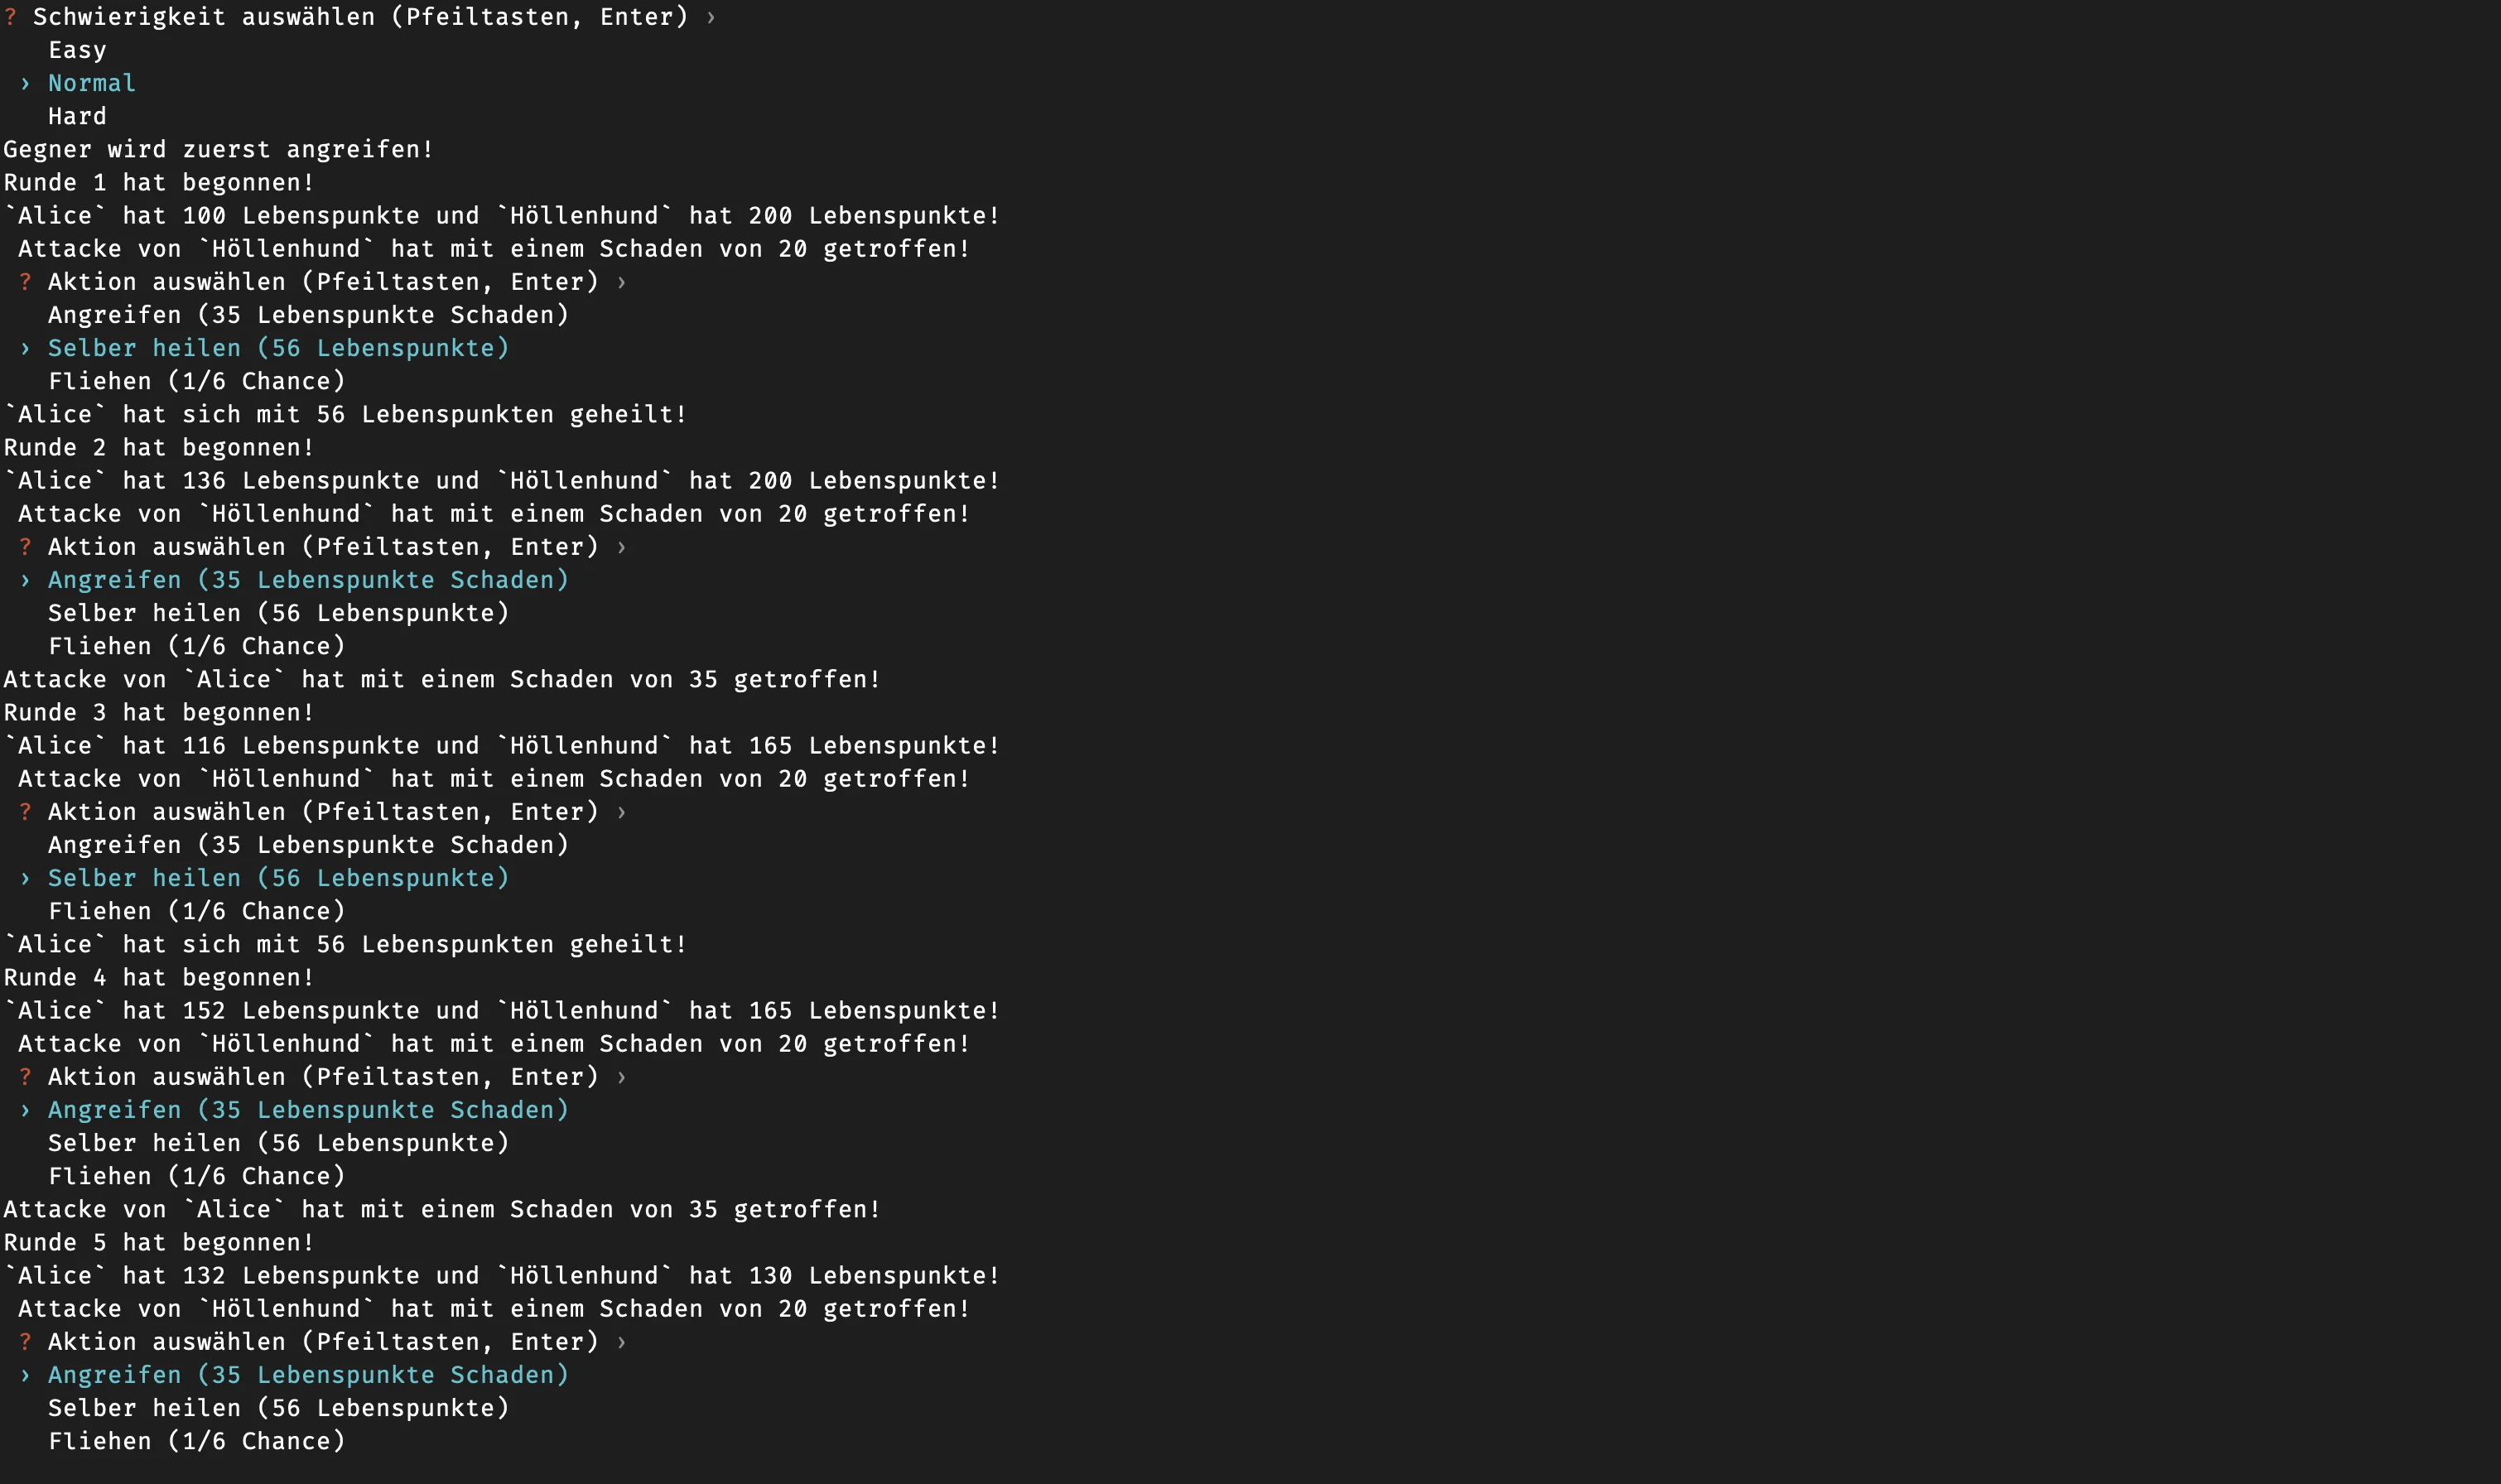 ? Schwierigkeit auswählen (Pfeiltasten, Enter) ›
Easy
› Normal
Hard
Gegner wird zuerst angreifen!
Runde 1 hat begonnen!
`Alice` hat 100 Lebenspunkte und `Höllenhund` hat 200 Lebenspunkte!
Attacke von `Höllenhund` hat mit einem Schaden von 20 getroffen!
? Aktion auswählen (Pfeiltasten, Enter) ›
Angreifen (35 Lebenspunkte Schaden)
› Selber heilen (56 Lebenspunkte)
Fliehen (1/6 Chance)
`Alice` hat sich mit 56 Lebenspunkten geheilt!
Runde 2 hat begonnen!
`Alice` hat 136 Lebenspunkte und `Höllenhund` hat 200 Lebenspunkte!
Attacke von `Höllenhund` hat mit einem Schaden von 20 getroffen!
? Aktion auswählen (Pfeiltasten, Enter) ›
› Angreifen (35 Lebenspunkte Schaden)
Selber heilen (56 Lebenspunkte)
Fliehen (1/6 Chance)
Attacke von `Alice` hat mit einem Schaden von 35 getroffen!
Runde 3 hat begonnen!
`Alice` hat 116 Lebenspunkte und `Höllenhund` hat 165 Lebenspunkte!
Attacke von `Höllenhund` hat mit einem Schaden von 20 getroffen!
? Aktion auswählen (Pfeiltasten, Enter) ›
Angreifen (35 Lebenspunkte Schaden)
› Selber heilen (56 Lebenspunkte)
Fliehen (1/6 Chance)
`Alice` hat sich mit 56 Lebenspunkten geheilt!
Runde 4 hat begonnen!
`Alice` hat 152 Lebenspunkte und `Höllenhund` hat 165 Lebenspunkte!
Attacke von `Höllenhund` hat mit einem Schaden von 20 getroffen!
? Aktion auswählen (Pfeiltasten, Enter) ›
› Angreifen (35 Lebenspunkte Schaden)
Selber heilen (56 Lebenspunkte)
Fliehen (1/6 Chance)
Attacke von `Alice` hat mit einem Schaden von 35 getroffen!
Runde 5 hat begonnen!
`Alice` hat 132 Lebenspunkte und `Höllenhund` hat 130 Lebenspunkte!
Attacke von `Höllenhund` hat mit einem Schaden von 20 getroffen!
? Aktion auswählen (Pfeiltasten, Enter) ›
› Angreifen (35 Lebenspunkte Schaden)
Selber heilen (56 Lebenspunkte)
Fliehen (1/6 Chance)